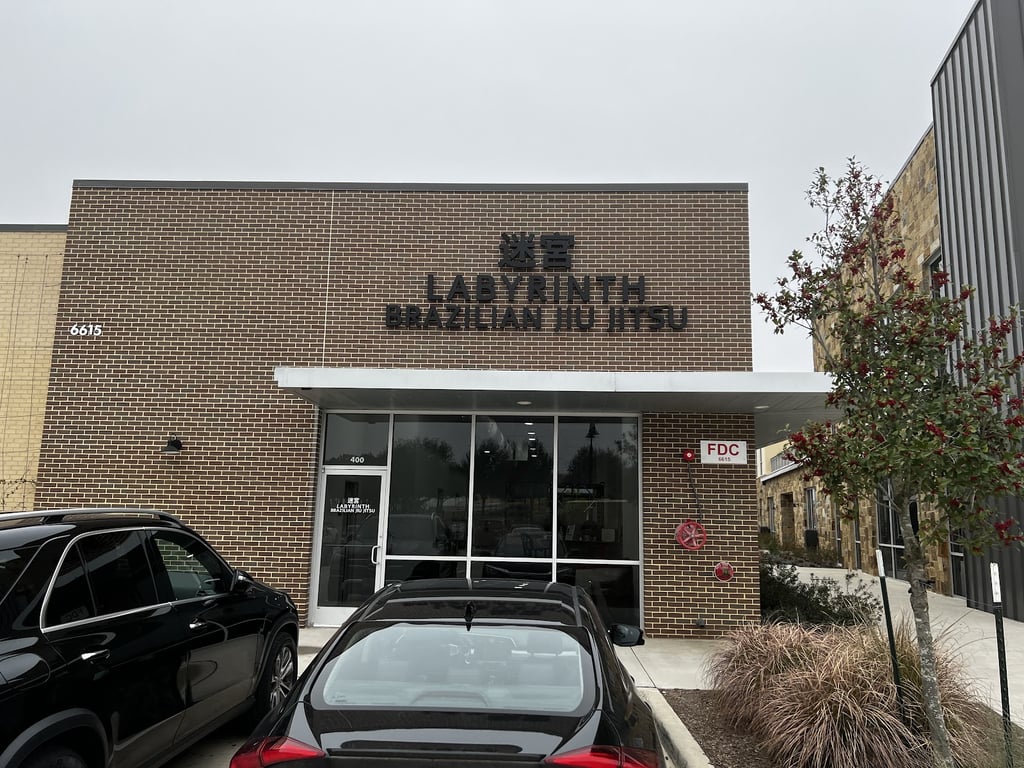 迷宮
LABYRINTH
BRAZILIAN JIU JITSU
6615
400
迷宮
LABYRINTH
BRAZILIAN JIU JITSU
FDC
6615